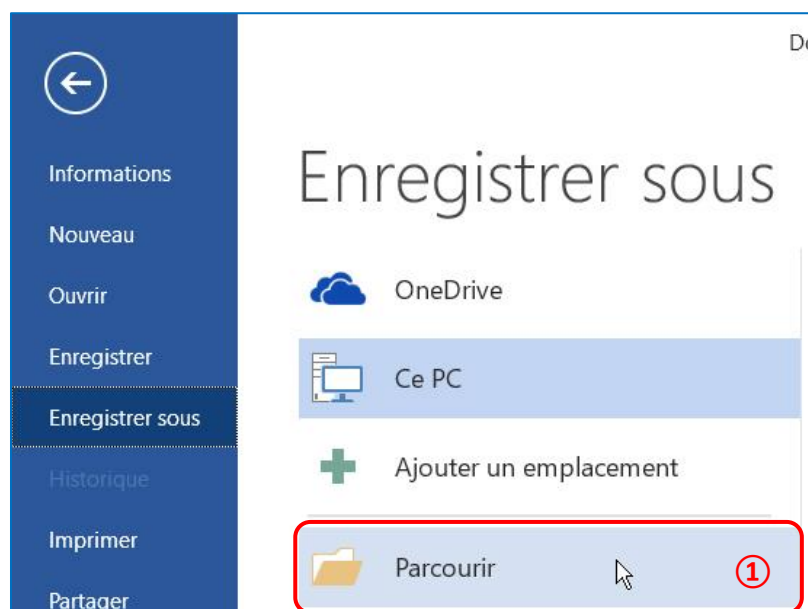 De
Informations
Nouveau
Ouvrir
Enregistrer
Enregistrer sous
Historique
Imprimer
Partager
Enregistrer sous
OneDrive
Ce PC
Ajouter un emplacement
Parcourir ①